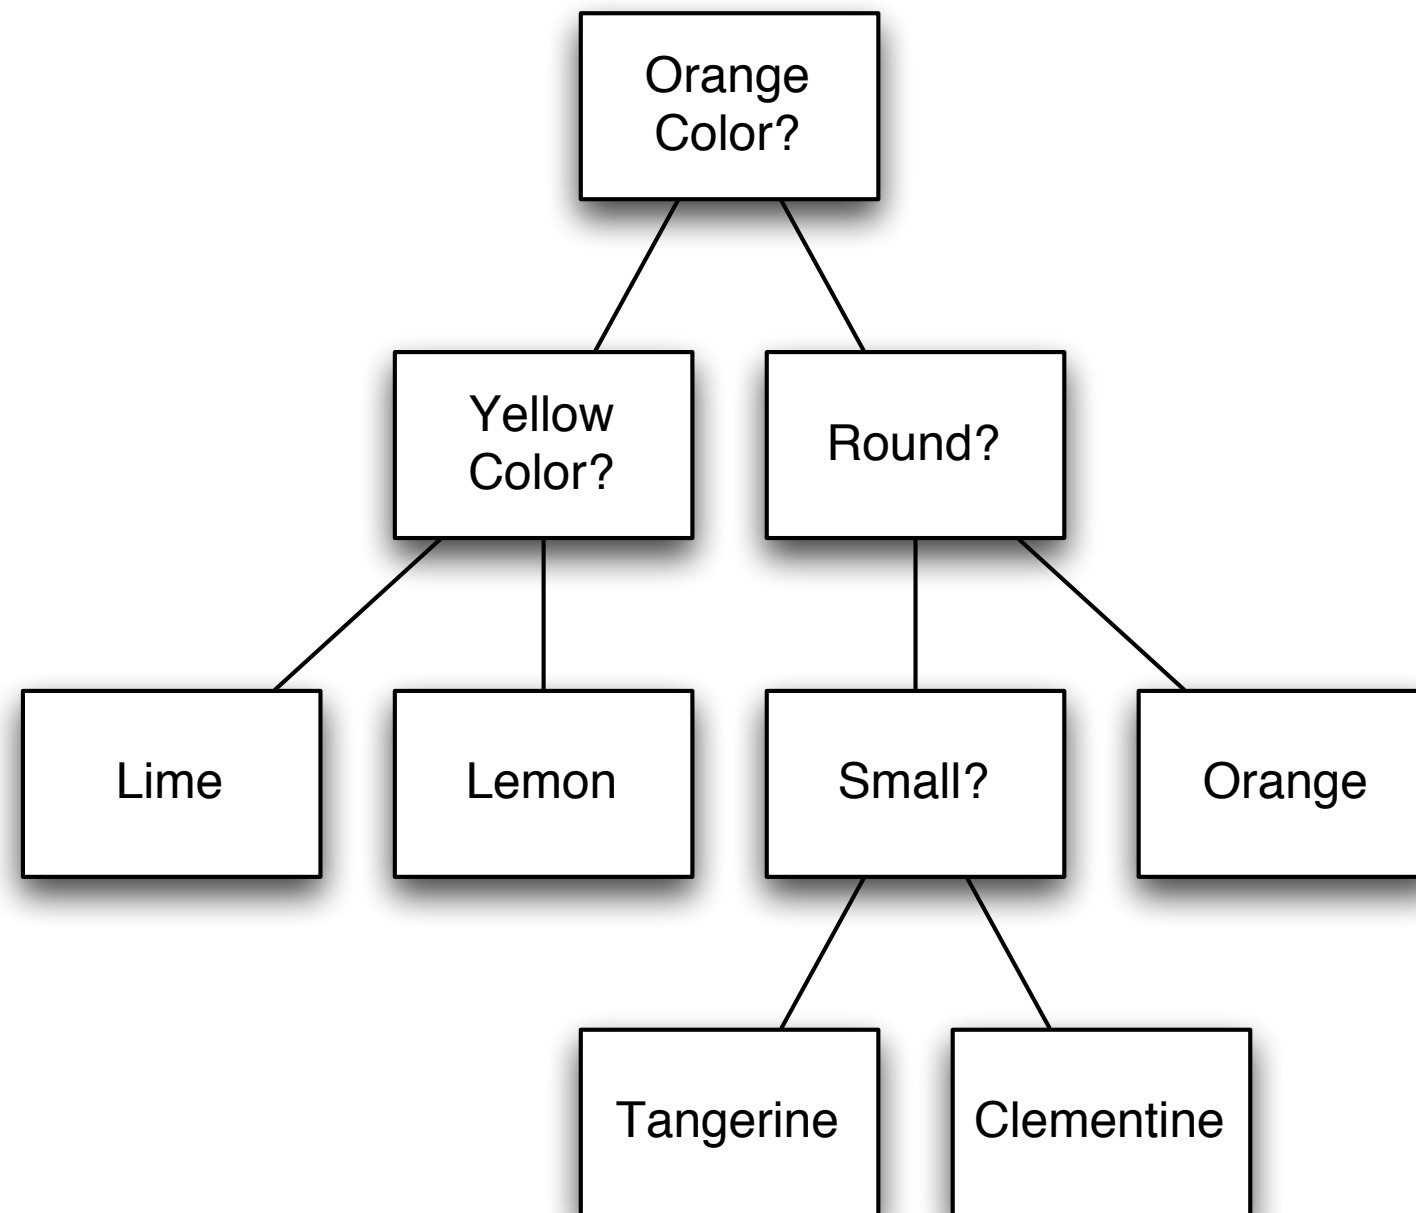 Orange
Color?
Yellow
Color?
Round?
Lime
Lemon
Small?
Orange
Tangerine
Clementine